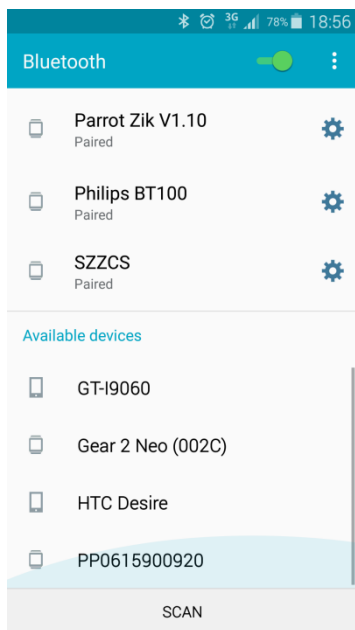 3G 78% 18:56
Bluetooth
Parrot Zik V1.10
Paired
Philips BT100
Paired
SZZCS
Paired
Available devices
GT-I9060
Gear 2 Neo (002C)
HTC Desire
PP0615900920
SCAN